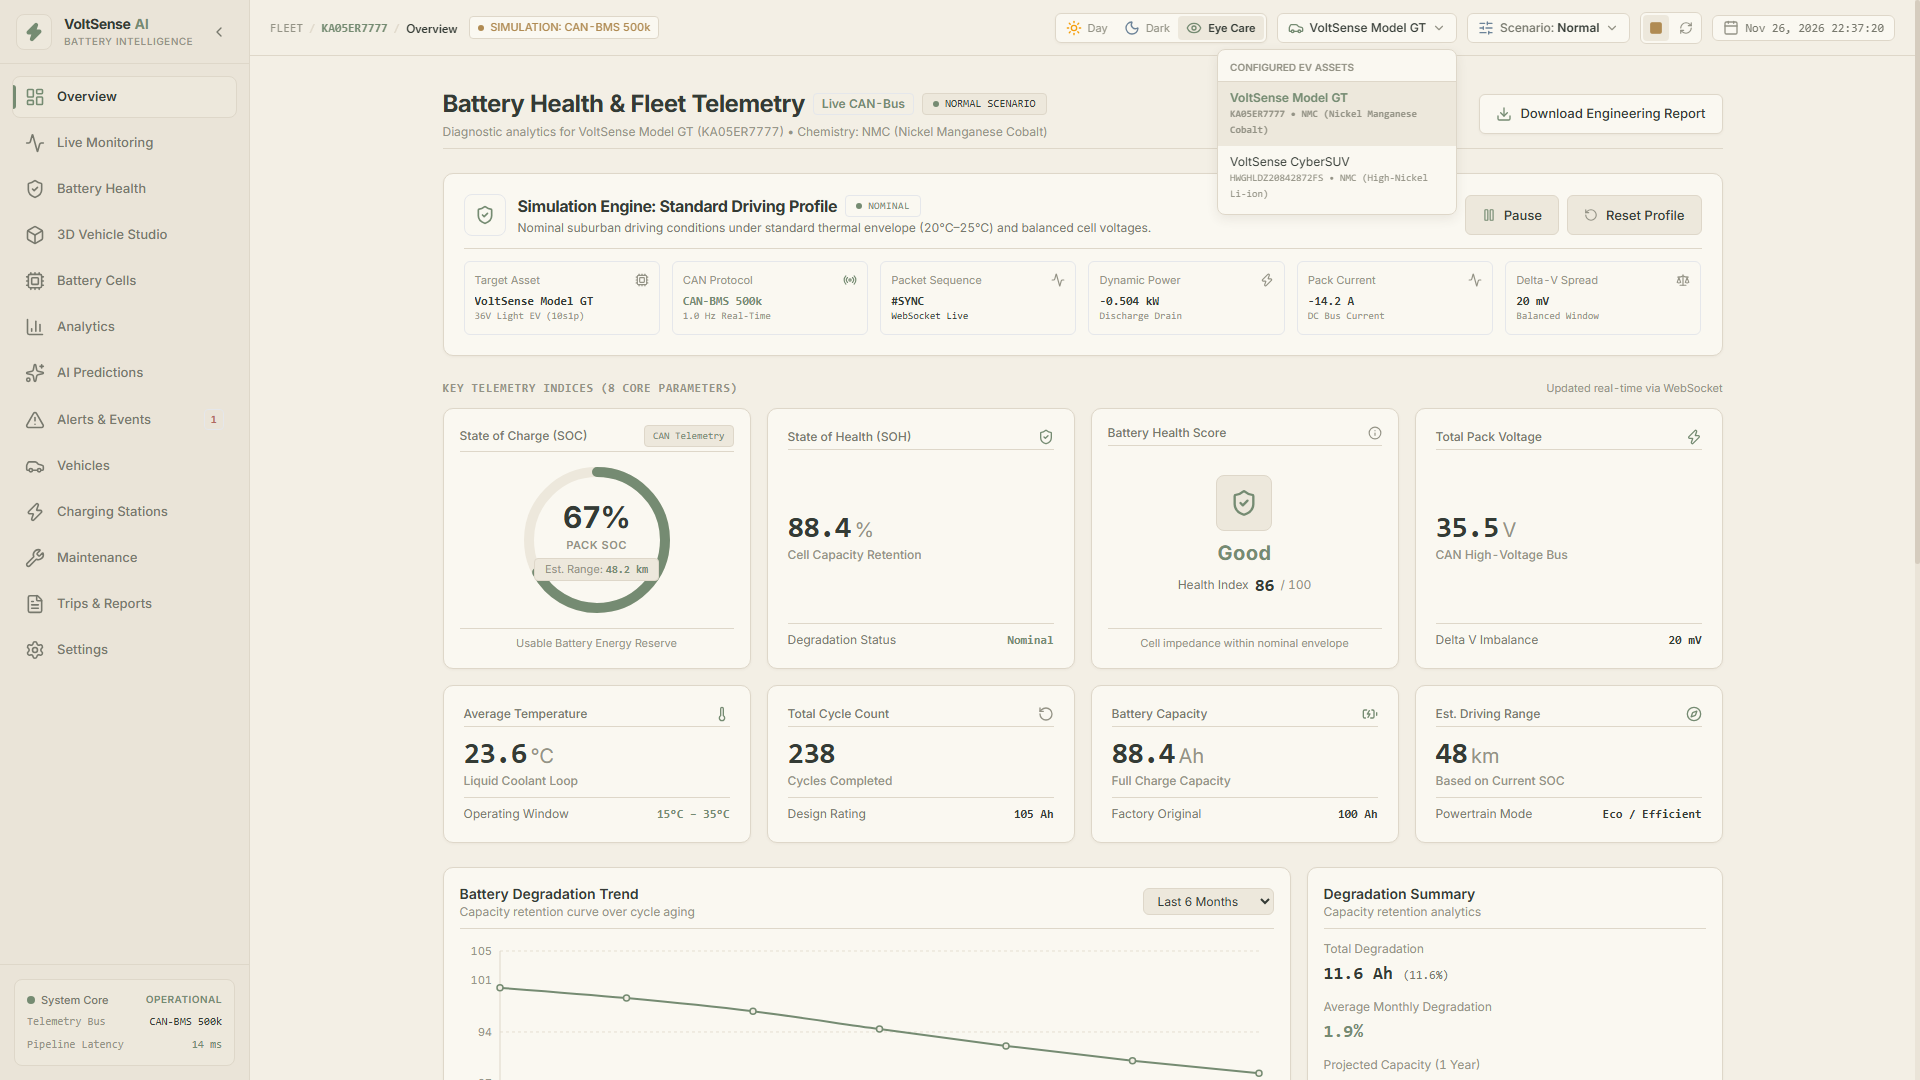 VoltSense AI
BATTERY INTELLIGENCE
Overview
Live Monitoring
Battery Health
3D Vehicle Studio
Battery Cells
Analytics
AI Predictions
Alerts & Events 1
Vehicles
Charging Stations
Maintenance
Trips & Reports
Settings
System Core OPERATIONAL
Telemetry Bus CAN-BMS 500k
Pipeline Latency 14 ms
FLEET / KA05ER7777 / Overview SIMULATION: CAN-BMS 500k
Day Dark Eye Care VoltSense Model GT Scenario: Normal Nov 26, 2026 22:37:20
CONFIGURED EV ASSETS
VoltSense Model GT
KA05ER7777 • NMC (Nickel Manganese
Cobalt)
VoltSense CyberSUV
HWGHLDZ20842872FS • NMC (High-Nickel
Li-ion)
Battery Health & Fleet Telemetry Live CAN-Bus NORMAL SCENARIO
Diagnostic analytics for VoltSense Model GT (KA05ER7777) • Chemistry: NMC (Nickel Manganese Cobalt)
Download Engineering Report
Simulation Engine: Standard Driving Profile NOMINAL
Nominal suburban driving conditions under standard thermal envelope (20°C–25°C) and balanced cell voltages.
Pause Reset Profile
Target Asset
VoltSense Model GT
36V Light EV (10s1p)
CAN Protocol
CAN-BMS 500k
1.0 Hz Real-Time
Packet Sequence
#SYNC
WebSocket Live
Dynamic Power
-0.504 kW
Discharge Drain
Pack Current
-14.2 A
DC Bus Current
Delta-V Spread
20 mV
Balanced Window
KEY TELEMETRY INDICES (8 CORE PARAMETERS) Updated real-time via WebSocket
State of Charge (SOC) CAN Telemetry
67%
PACK SOC
Est. Range: 48.2 km
Usable Battery Energy Reserve
State of Health (SOH)
88.4 %
Cell Capacity Retention
Degradation Status Nominal
Battery Health Score
Good
Health Index 86 / 100
Cell impedance within nominal envelope
Total Pack Voltage
35.5 V
CAN High-Voltage Bus
Delta V Imbalance 20 mV
Average Temperature
23.6 °C
Liquid Coolant Loop
Operating Window 15°C – 35°C
Total Cycle Count
238
Cycles Completed
Design Rating 105 Ah
Battery Capacity
88.4 Ah
Full Charge Capacity
Factory Original 100 Ah
Est. Driving Range
48 km
Based on Current SOC
Powertrain Mode Eco / Efficient
Battery Degradation Trend
Capacity retention curve over cycle aging
Last 6 Months
105
101
94
Degradation Summary
Capacity retention analytics
Total Degradation
11.6 Ah (11.6%)
Average Monthly Degradation
1.9%
Projected Capacity (1 Year)